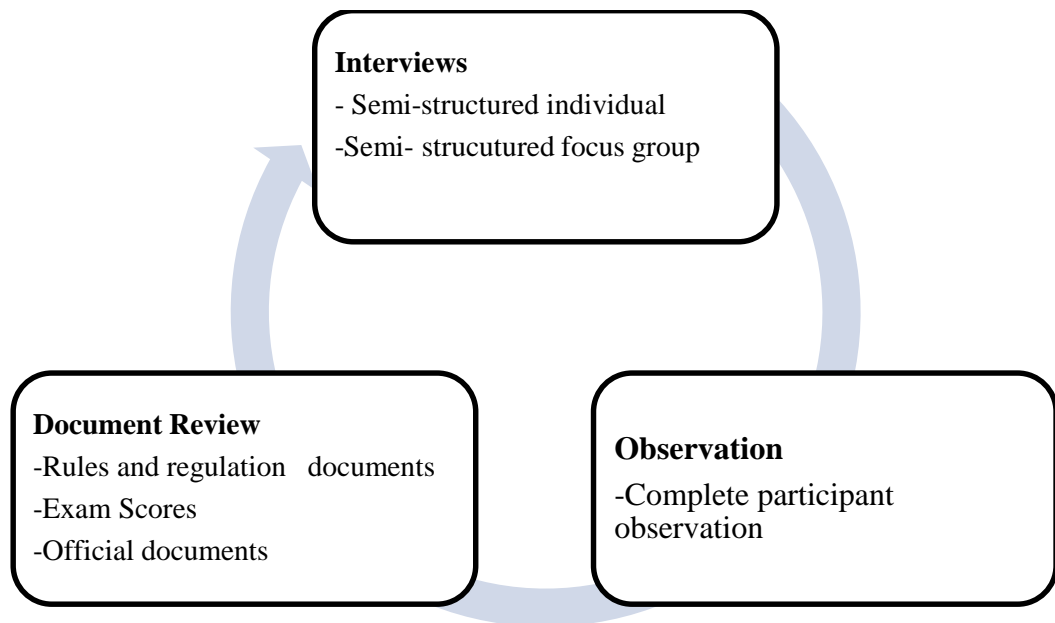 Interviews
- Semi-structured individual
-Semi- strucutured focus group
Document Review
-Rules and regulation documents
-Exam Scores
-Official documents
Observation
-Complete participant
observation